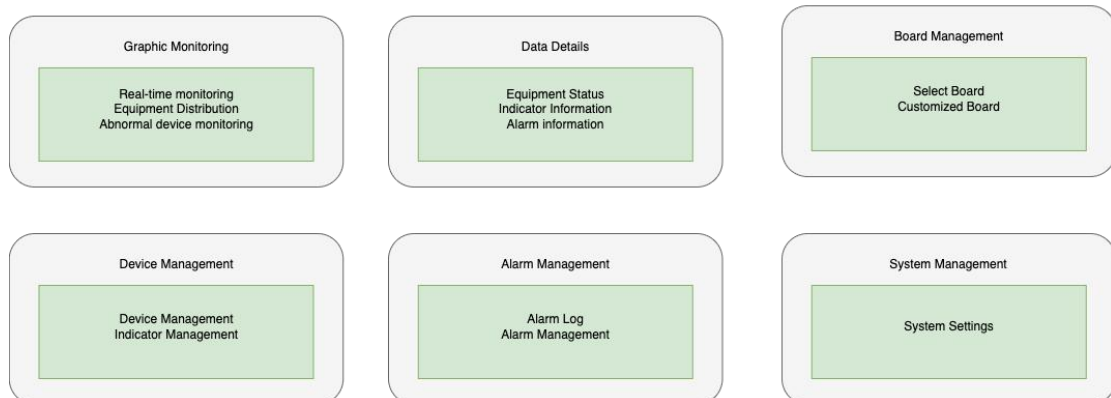 Graphic Monitoring
Real-time monitoring
Equipment Distribution
Abnormal device monitoring
Data Details
Equipment Status
Indicator Information
Alarm information
Board Management
Select Board
Customized Board
Device Management
Device Management
Indicator Management
Alarm Management
Alarm Log
Alarm Management
System Management
System Settings